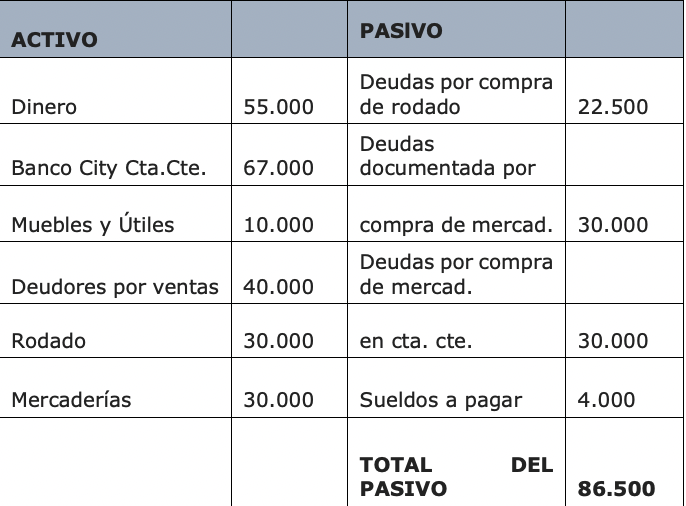 ACTIVO PASlVO
Dinero 55.000 Deudas por compra de rodado 22.500
Banco City Cta.Cte. 67.000 Deudas documentada por
Muebles y Útiles 10.000 compra de mercad. 30.000
Deudores por ventas 40.000 Deudas por compra de mercad.
Rodado 30.000 en cta. cte. 30.000
Mercaderías 30.000 Sueldos a pagar 4.000
TOTAL DEL PASIVO 86.500